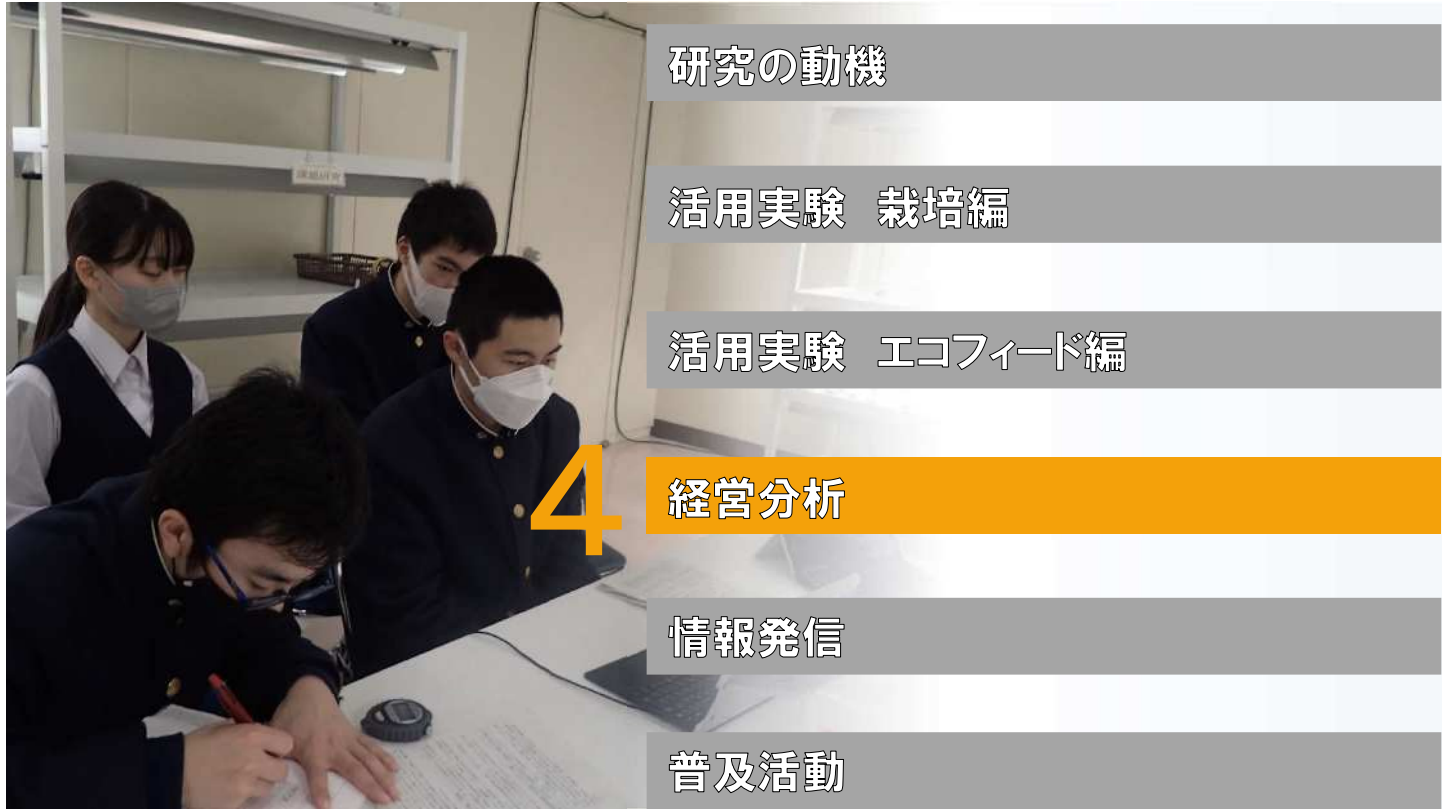 研究の動機
活用実験　栽培編
活用実験　エコフィード編
4 経営分析
情報発信
普及活動